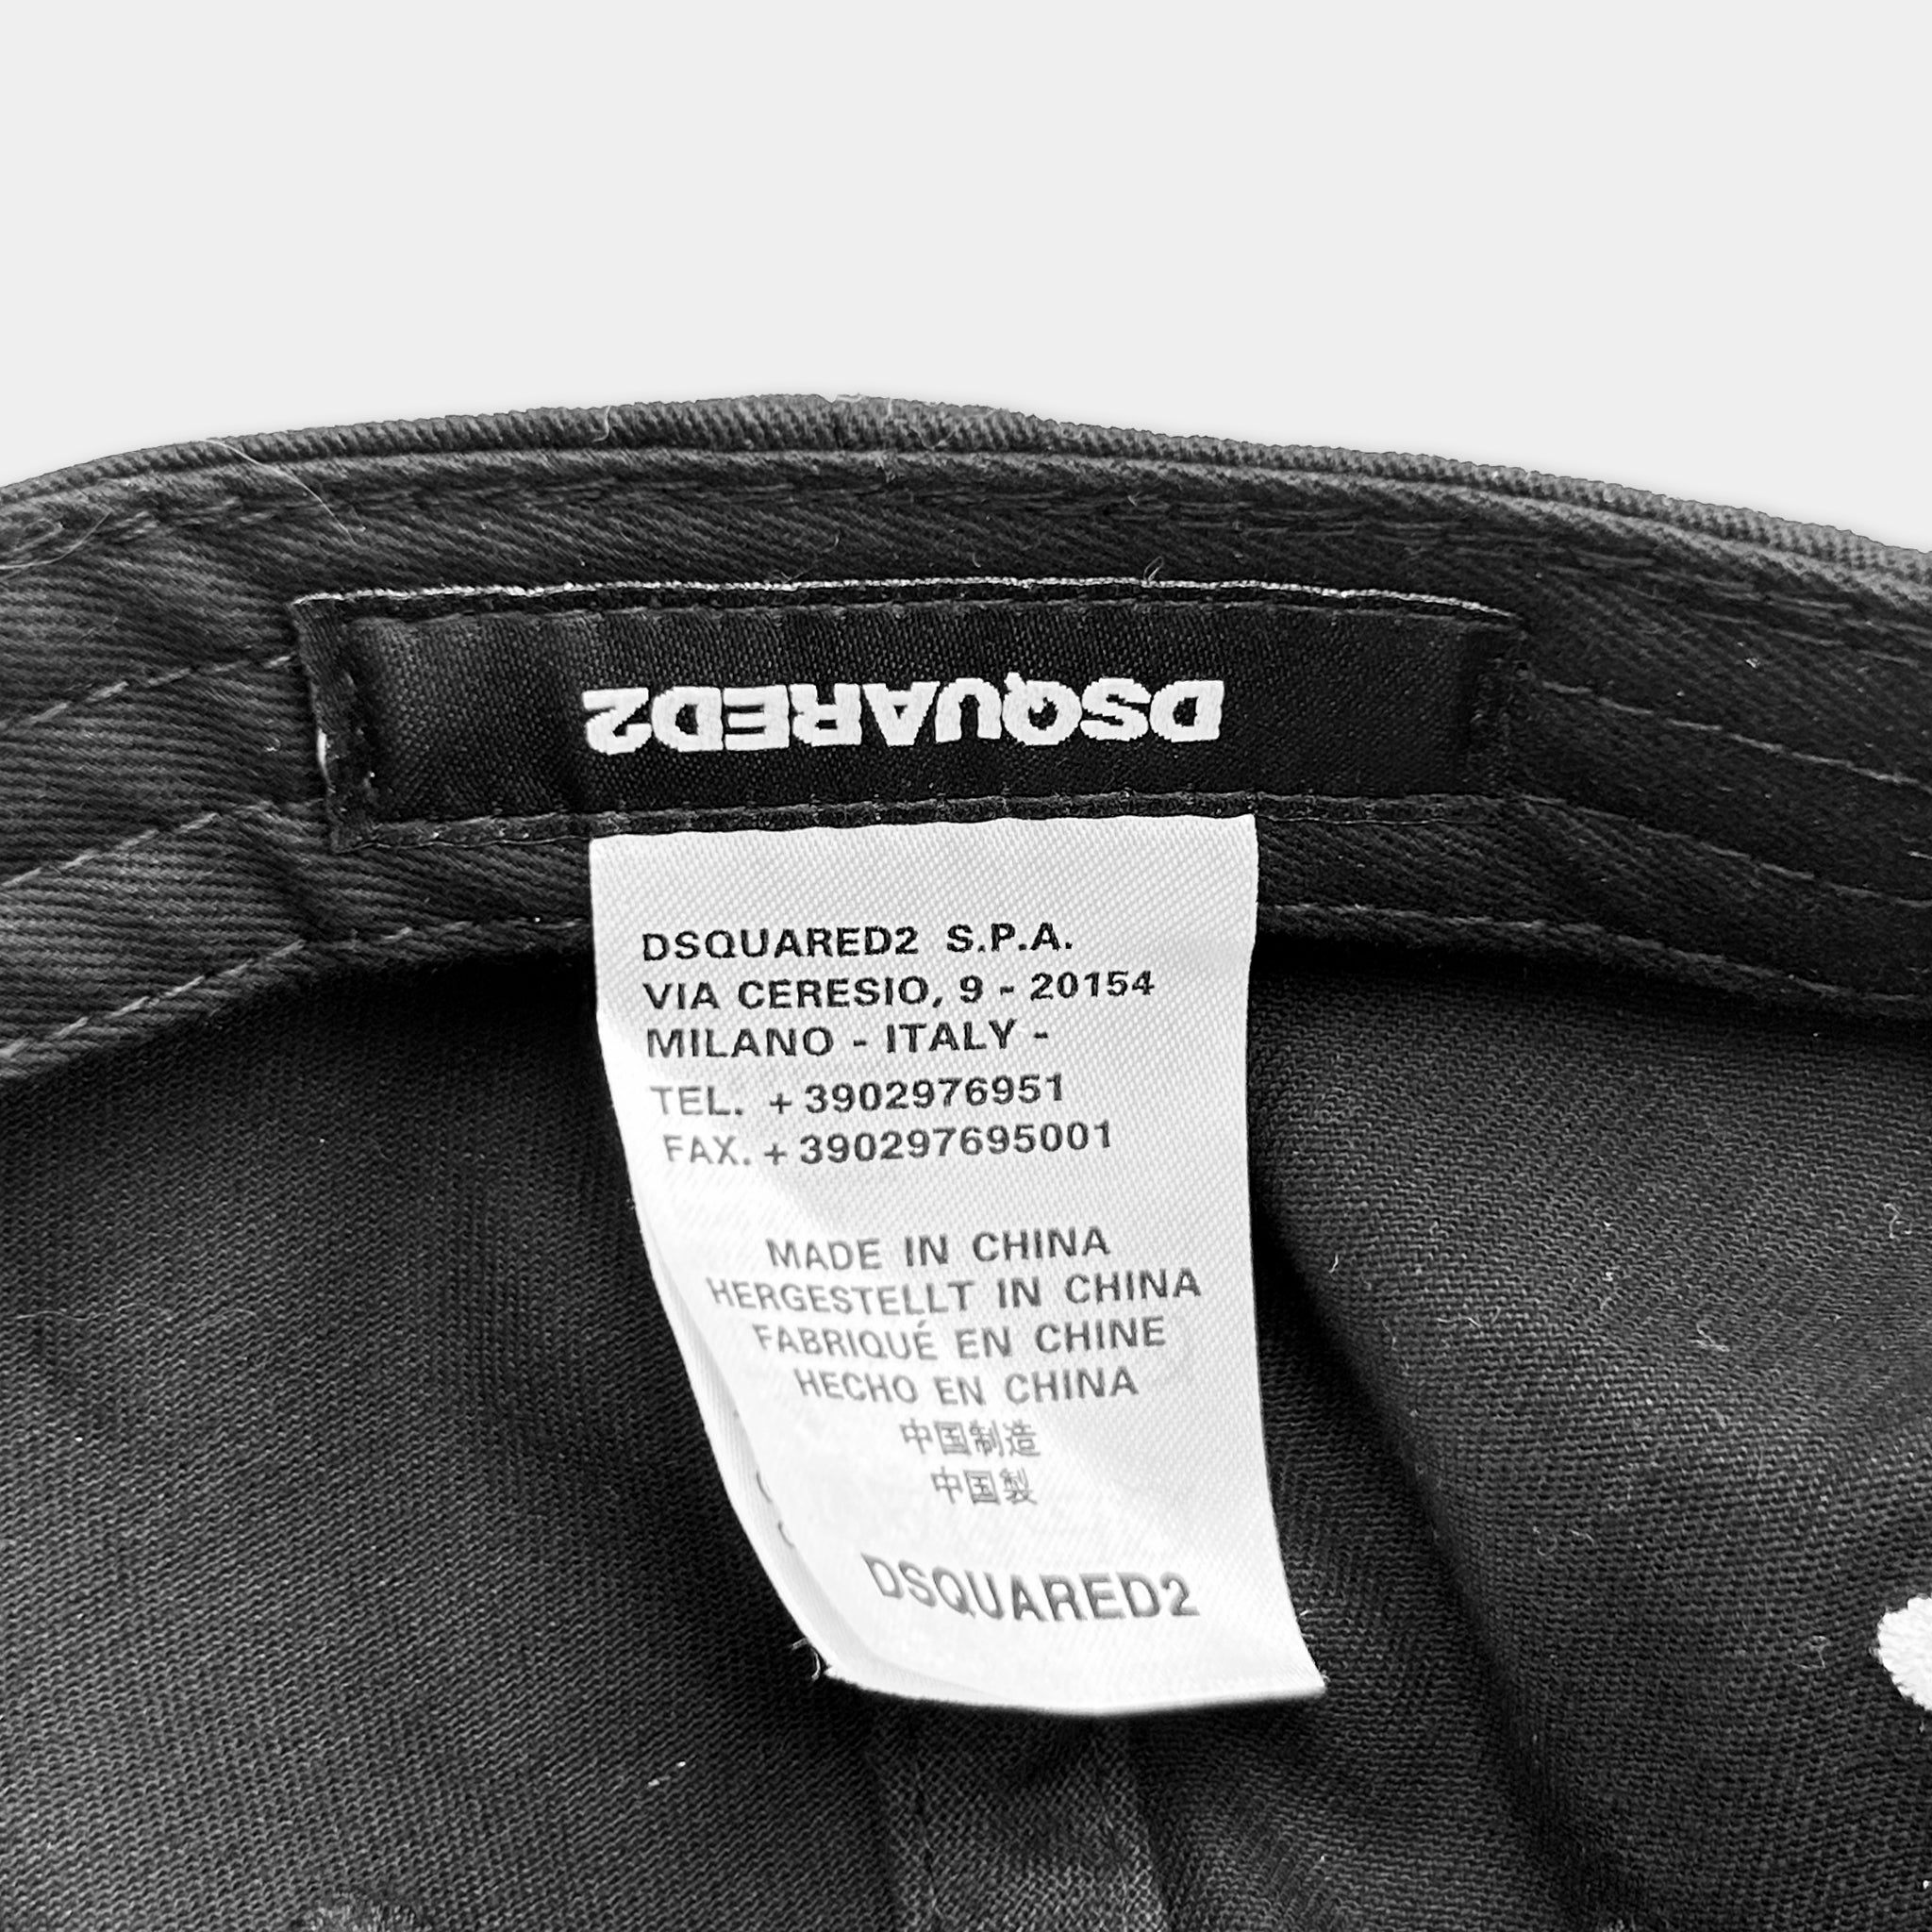 DSQUARED2
DSQUARED2 S.P.A.
VIA CERESIO, 9 - 20154
MILANO - ITALY -
TEL. +3902976951
FAX. +390297695001
MADE IN CHINA
HERGESTELLT IN CHINA
FABRIQUÉ EN CHINE
HECHO EN CHINA
中国制造
中国製
DSQUARED2